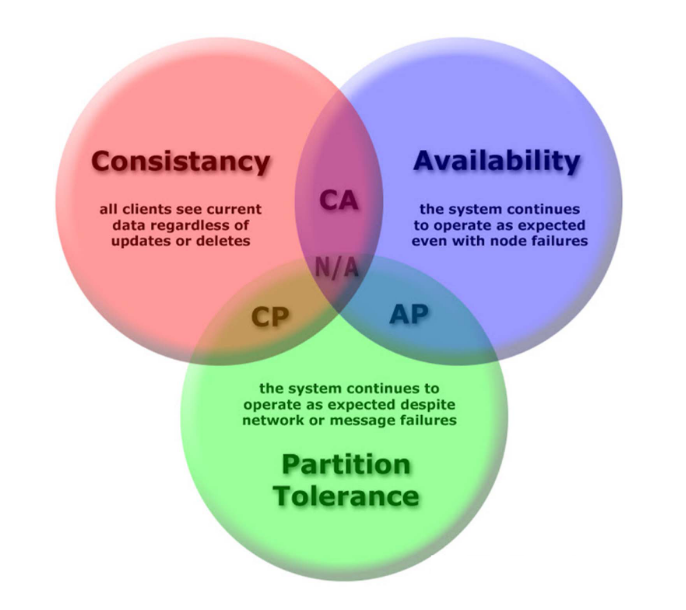 Consistancy
all clients see current
data regardless of
updates or deletes
Availability
the system continues
to operate as expected
even with node failures
CA
N/A
CP
AP
the system continues to
operate as expected despite
network or message failures
Partition
Tolerance